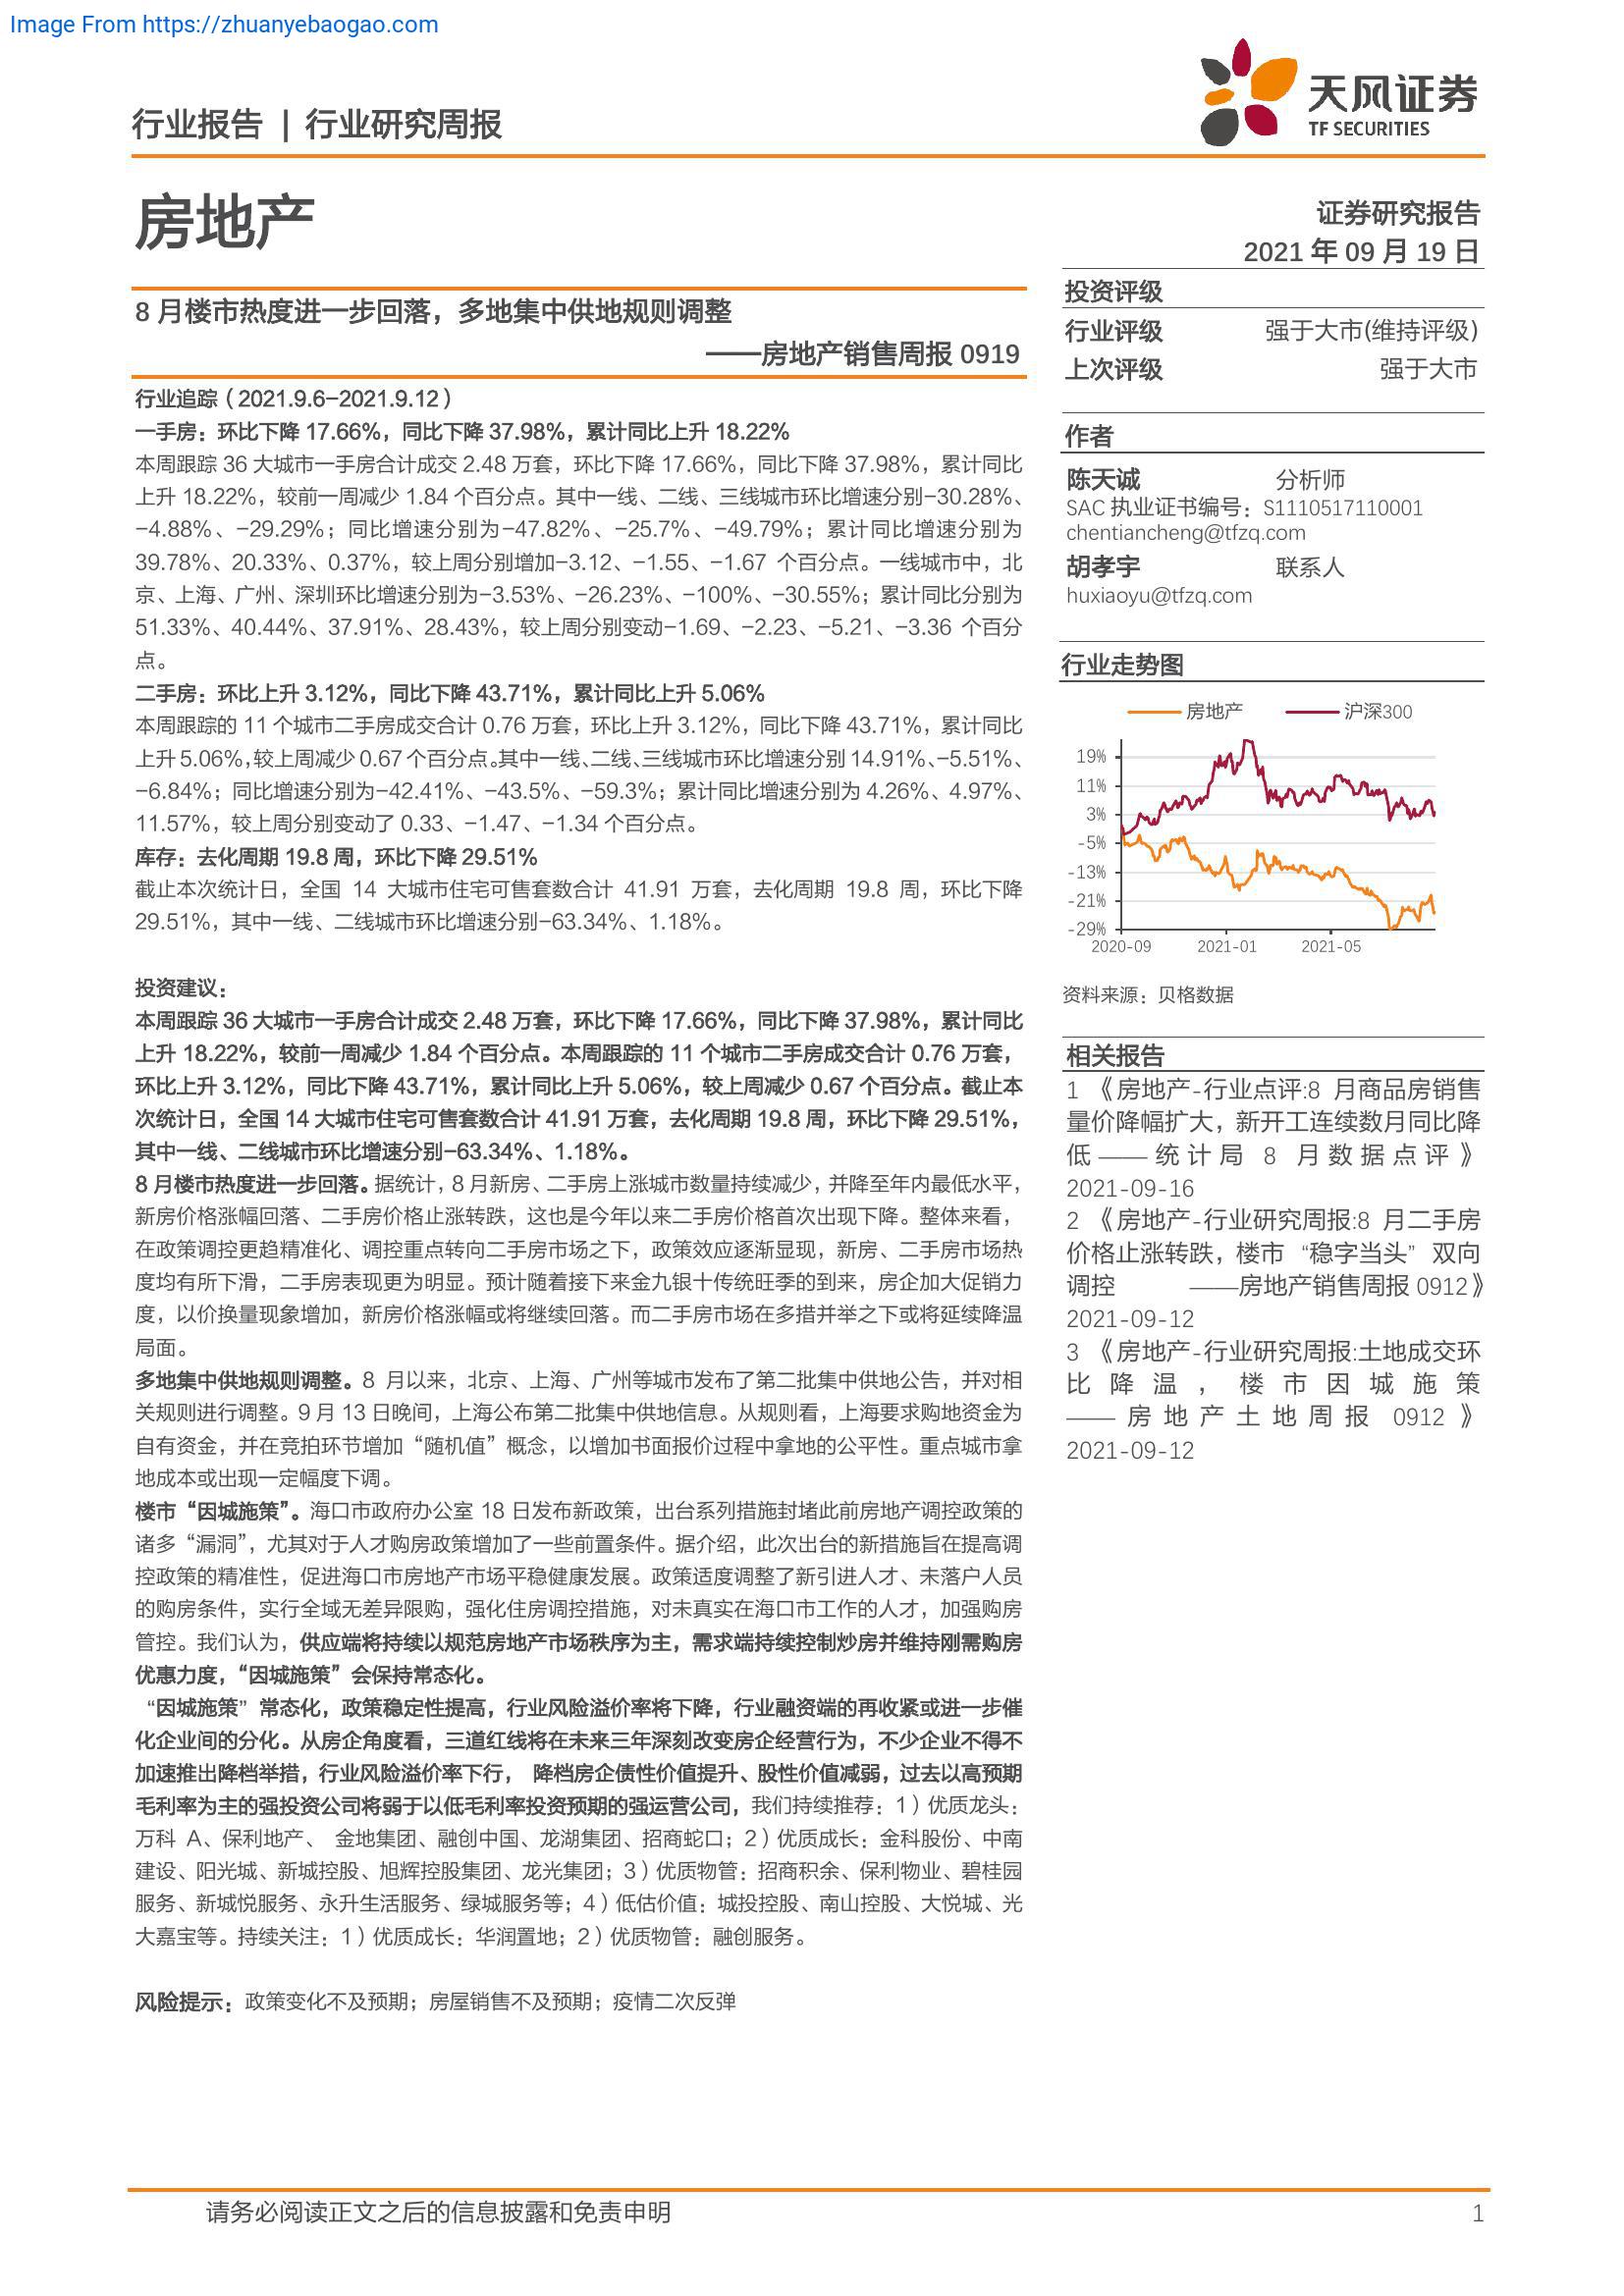 Image From https://zhuanyebaogao.com
天风证券
TF SECURITIES
行业报告 | 行业研究周报
房地产
证券研究报告
2021 年 09 月 19 日
8 月楼市热度进一步回落，多地集中供地规则调整
——房地产销售周报 0919
行业追踪（2021.9.6-2021.9.12）
一手房：环比下降 17.66%，同比下降 37.98%，累计同比上升 18.22%
本周跟踪 36 大城市一手房合计成交 2.48 万套，环比下降 17.66%，同比下降 37.98%，累计同比
上升 18.22%，较前一周减少 1.84 个百分点。其中一线、二线、三线城市环比增速分别-30.28%、
-4.88%、-29.29%；同比增速分别为-47.82%、-25.7%、-49.79%；累计同比增速分别为
39.78%、20.33%、0.37%，较上周分别增加-3.12、-1.55、-1.67 个百分点。一线城市中，北
京、上海、广州、深圳环比增速分别为-3.53%、-26.23%、-100%、-30.55%；累计同比分别为
51.33%、40.44%、37.91%、28.43%，较上周分别变动-1.69、-2.23、-5.21、-3.36 个百分
点。
二手房：环比上升 3.12%，同比下降 43.71%，累计同比上升 5.06%
本周跟踪的 11 个城市二手房成交合计 0.76 万套，环比上升 3.12%，同比下降 43.71%，累计同比
上升 5.06%，较上周减少 0.67 个百分点。其中一线、二线、三线城市环比增速分别 14.91%、-5.51%、
-6.84%；同比增速分别为-42.41%、-43.5%、-59.3%；累计同比增速分别为 4.26%、4.97%、
11.57%，较上周分别变动了 0.33、-1.47、-1.34 个百分点。
库存：去化周期 19.8 周，环比下降 29.51%
截止本次统计日，全国 14 大城市住宅可售套数合计 41.91 万套，去化周期 19.8 周，环比下降
29.51%，其中一线、二线城市环比增速分别-63.34%、1.18%。
投资建议：
本周跟踪 36 大城市一手房合计成交 2.48 万套，环比下降 17.66%，同比下降 37.98%，累计同比
上升 18.22%，较前一周减少 1.84 个百分点。本周跟踪的 11 个城市二手房成交合计 0.76 万套，
环比上升 3.12%，同比下降 43.71%，累计同比上升 5.06%，较上周减少 0.67 个百分点。截止本
次统计日，全国 14 大城市住宅可售套数合计 41.91 万套，去化周期 19.8 周，环比下降 29.51%，
其中一线、二线城市环比增速分别-63.34%、1.18%。
8 月楼市热度进一步回落。据统计，8 月新房、二手房上涨城市数量持续减少，并降至年内最低水平，
新房价格涨幅回落、二手房价格止涨转跌，这也是今年以来二手房价格首次出现下降。整体来看，
在政策调控更趋精准化、调控重点转向二手房市场之下，政策效应逐渐显现，新房、二手房市场热
度均有所下滑，二手房表现更为明显。预计随着接下来金九银十传统旺季的到来，房企加大促销力
度，以价换量现象增加，新房价格涨幅或将继续回落。而二手房市场在多措并举之下或将延续降温
局面。
多地集中供地规则调整。8 月以来，北京、上海、广州等城市发布了第二批集中供地公告，并对相
关规则进行调整。9 月 13 日晚间，上海公布第二批集中供地信息。从规则看，上海要求购地资金为
自有资金，并在竞拍环节增加“随机值”概念，以增加书面报价过程中拿地的公平性。重点城市拿
地成本或出现一定幅度下调。
楼市“因城施策”。海口市政府办公室 18 日发布新政策，出台系列措施封堵此前房地产调控政策的
诸多“漏洞”，尤其对于人才购房政策增加了一些前置条件。据介绍，此次出台的新措施旨在提高调
控政策的精准性，促进海口市房地产市场平稳健康发展。政策适度调整了新引进人才、未落户人员
的购房条件，实行全域无差异限购，强化住房调控措施，对未真实在海口市工作的人才，加强购房
管控。我们认为，供应端将持续以规范房地产市场秩序为主，需求端持续控制炒房并维持刚需购房
优惠力度，“因城施策”会保持常态化。
“因城施策”常态化，政策稳定性提高，行业风险溢价率将下降，行业融资端的再收紧或进一步催
化企业间的分化。从房企角度看，三道红线将在未来三年深刻改变房企经营行为，不少企业不得不
加速推出降档举措，行业风险溢价率下行， 降档房企债性价值提升、股性价值减弱，过去以高预期
毛利率为主的强投资公司将弱于以低毛利率投资预期的强运营公司，我们持续推荐：1）优质龙头：
万科 A、保利地产、 金地集团、融创中国、龙湖集团、招商蛇口；2）优质成长：金科股份、中南
建设、阳光城、新城控股、旭辉控股集团、龙光集团；3）优质物管：招商积余、保利物业、碧桂园
服务、新城悦服务、永升生活服务、绿城服务等；4）低估价值：城投控股、南山控股、大悦城、光
大嘉宝等。持续关注：1）优质成长：华润置地；2）优质物管：融创服务。
风险提示：政策变化不及预期；房屋销售不及预期；疫情二次反弹
投资评级
行业评级 强于大市(维持评级)
上次评级 强于大市
作者
陈天诚 分析师
SAC 执业证书编号：S1110517110001
chentiancheng@tfzq.com
胡孝宇 联系人
huxiaoyu@tfzq.com
行业走势图
房地产 沪深300
19%
11%
3%
-5%
-13%
-21%
-29%
2020-09 2021-01 2021-05
资料来源：贝格数据
相关报告
1 《房地产-行业点评:8 月商品房销售
量价降幅扩大，新开工连续数月同比降
低——统计局 8 月数据点评》
2021-09-16
2 《房地产-行业研究周报:8 月二手房
价格止涨转跌，楼市 “稳字当头” 双向
调控 ——房地产销售周报 0912》
2021-09-12
3 《房地产-行业研究周报:土地成交环
比降温，楼市因城施策
——房地产土地周报 0912》
2021-09-12
请务必阅读正文之后的信息披露和免责申明 1